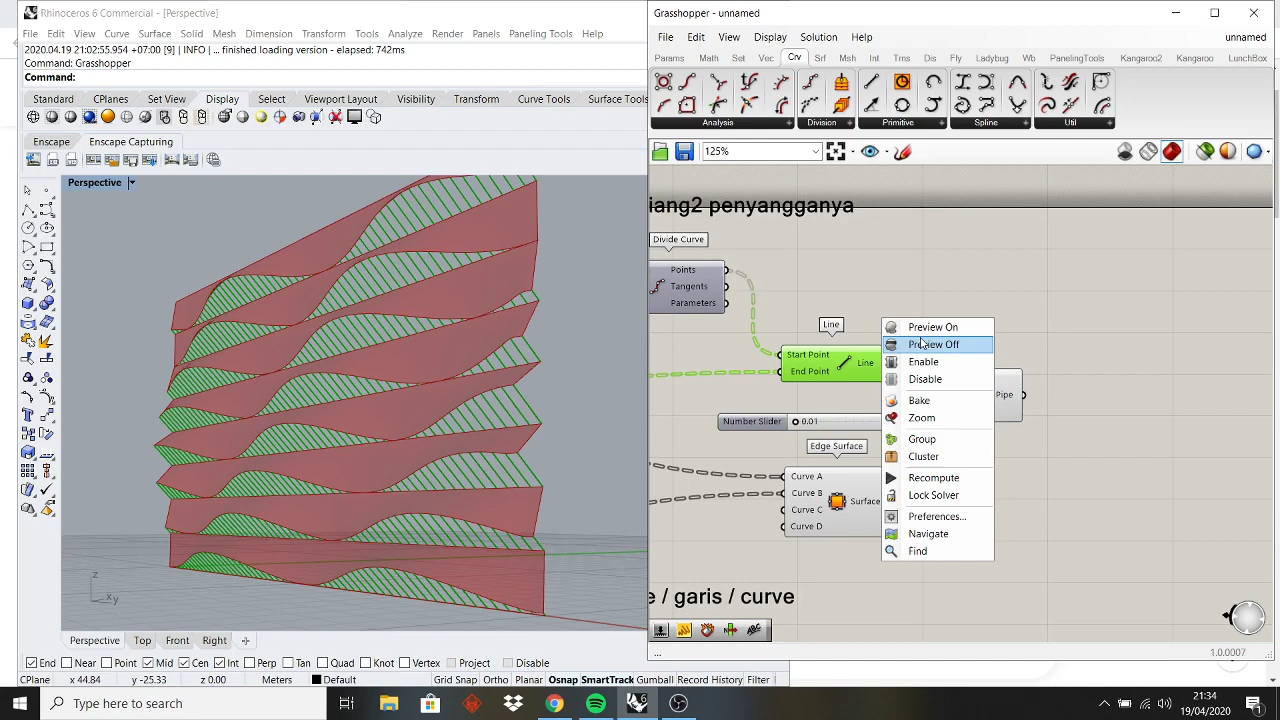 Rhinoceros 6 Commercial - [Perspective]
File Edit View Curve Surface Solid Mesh Dimension Transform Tools Analyze Render Panels Paneling Tools Help
2020.04.19 21:02:55.954 +07:00 [9] | INFO | ... finished loading version - elapsed: 742ms
Command: Grasshopper
Command:
Standard CPlanes Set View Display Select Viewport Layout Visibility Transform Curve Tools Surface Tools
Escape Escape Capturing
Perspective
z
x y
Perspective Top Front Right
End Near Point Mid Cen Int Perp Tan Quad Knot Vertex Project Disable
CPlane x 44.84 y -25.33 z 0.00 Meters Default Grid Snap Ortho Planar Osnap SmartTrack Gumball Record History Filter
Grasshopper - unnamed
File Edit View Display Solution Help unnamed
Params Math Set Vec Crv Srf Msh Int Trns Dis Fly Ladybug Wb PanelingTools Kangaroo2 Kangaroo LunchBox
Analysis Division Primitive Spline Util
125%
iang2 penyangganya
Divide Curve
Points
Tangents
Parameters
Line
Start Point
End Point
Line
Number Slider 0.01
Edge Surface
Curve A
Curve B
Curve C
Curve D
Surface
Pipe
Preview On
Preview Off
Enable
Disable
Bake
Zoom
Group
Cluster
Recompute
Lock Solver
Preferences...
Navigate
Find
e / garis / curve
...
1.0.0007
Type here to search
21:34
19/04/2020